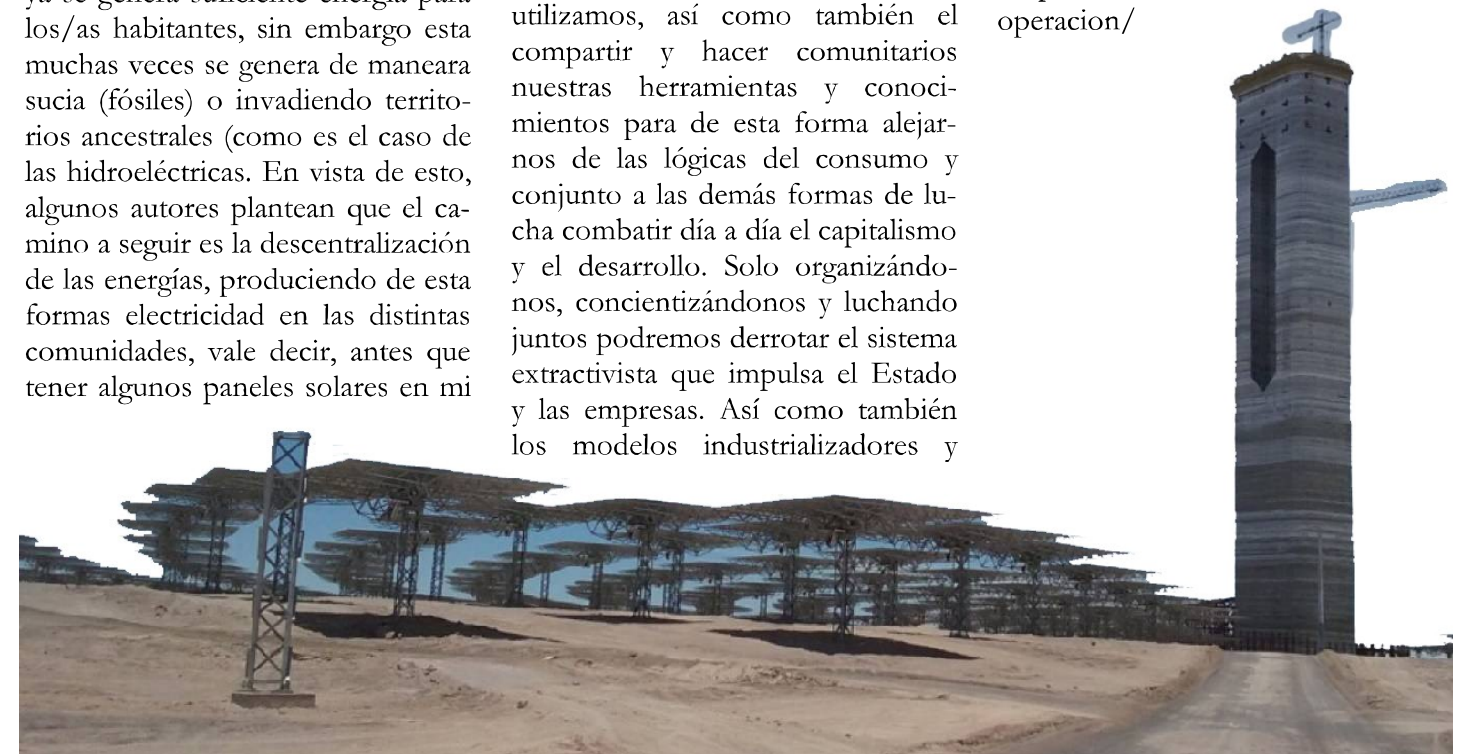 ya se genera suficiente energía para
los/as habitantes, sin embargo esta
muchas veces se genera de maneara
sucia (fósiles) o invadiendo territo-
rios ancestrales (como es el caso de
las hidroeléctricas. En vista de esto,
algunos autores plantean que el ca-
mino a seguir es la descentralización
de las energías, produciendo de esta
formas electricidad en las distintas
comunidades, vale decir, antes que
tener algunos paneles solares en mi
utilizamos, así como también el
compartir y hacer comunitarios
nuestras herramientas y conoci-
mientos para de esta forma alejar-
nos de las lógicas del consumo y
conjunto a las demás formas de lu-
cha combatir día a día el capitalismo
y el desarrollo. Solo organizándo-
nos, concientizándonos y luchando
juntos podremos derrotar el sistema
extractivista que impulsa el Estado
y las empresas. Así como también
los modelos industrializadores y
operacion/